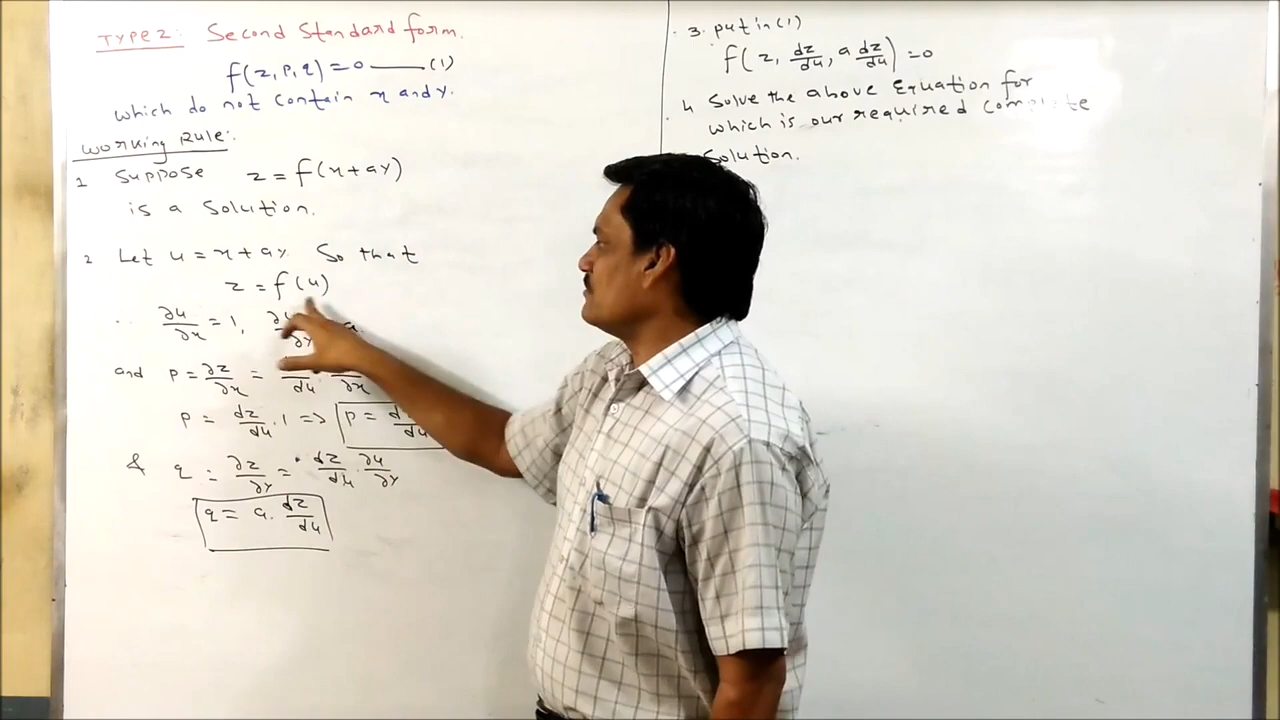 TYPE 2: Second Standard form.
f(z, p, q) = 0 —— (1)
which do not contain x and y.
Working Rule:
1 Suppose z = f(x + ay)
is a solution.
2 Let u = x + ay. So that
z = f(u)
∴ ∂u/∂x = 1, ∂u/∂y a.
and p = ∂z/∂x = du ∂x
p = dz/du . 1 => p = d du
& q = ∂z/∂y = dz/du . ∂u/∂y
q = a. dz/du
3. put in (1)
f(z, dz/du, a dz/du) = 0
4 Solve the above Equation for
which is our required complete
Solution.